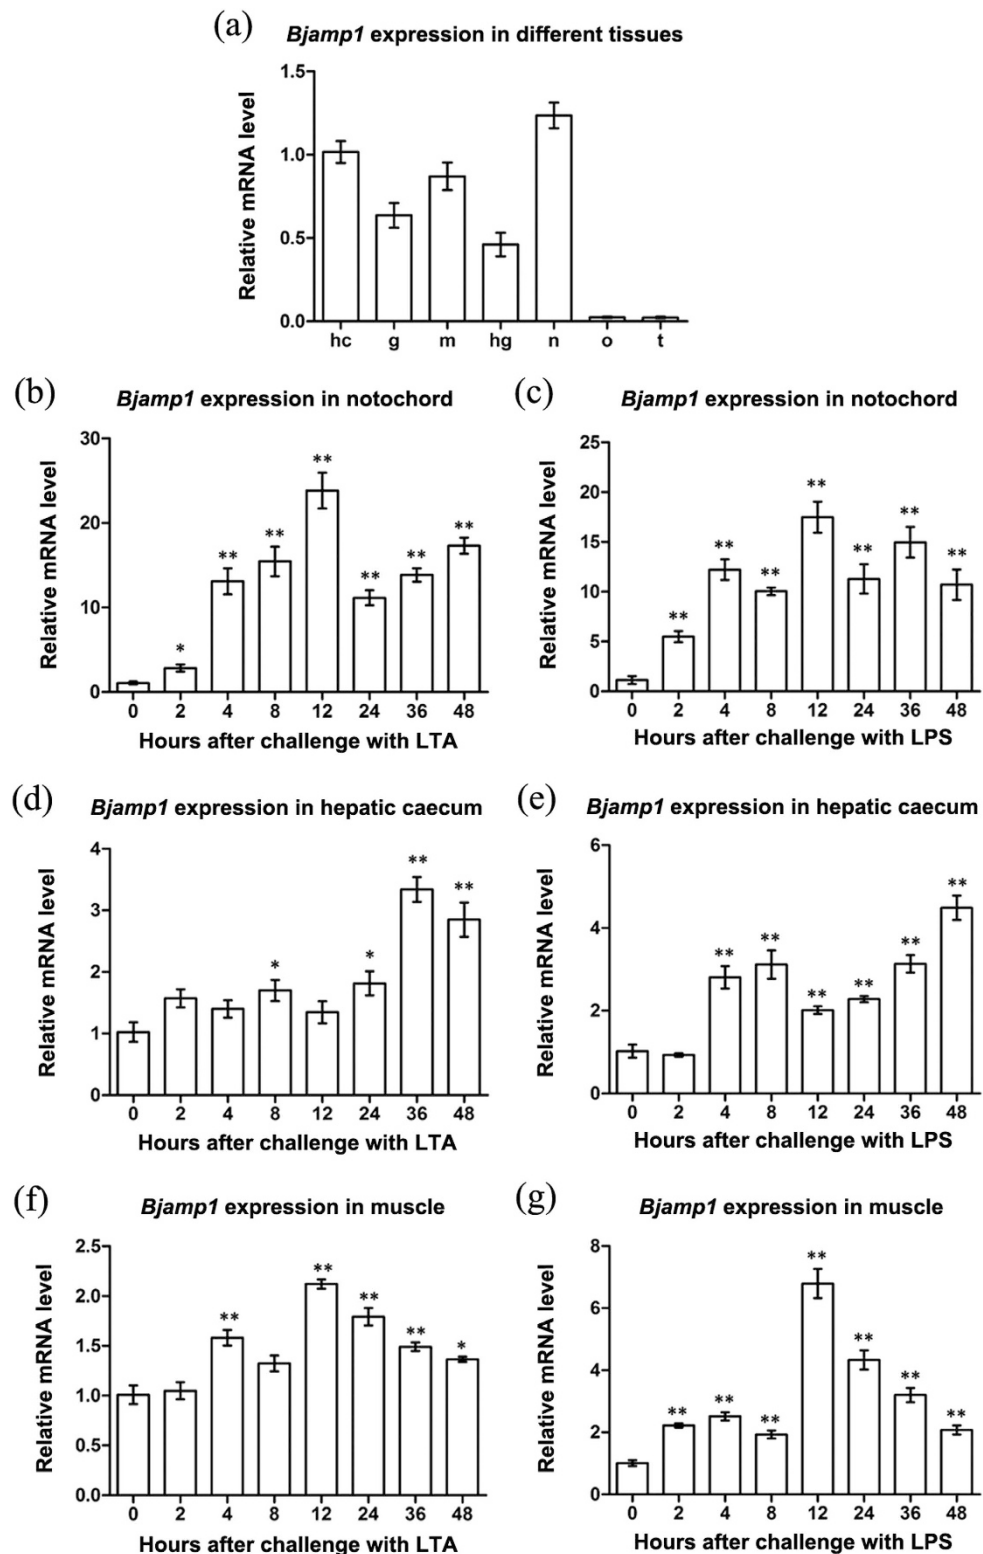 (a) Bjamp1 expression in different tissues
Relative mRNA level
1.5
1.0
0.5
0.0
hc g m hg n o t
(b) Bjamp1 expression in notochord
Relative mRNA level
30
20
10
0
* ** ** ** ** ** **
0 2 4 8 12 24 36 48
Hours after challenge with LTA
(c) Bjamp1 expression in notochord
Relative mRNA level
25
20
15
10
5
0
** ** ** ** ** ** **
0 2 4 8 12 24 36 48
Hours after challenge with LPS
(d) Bjamp1 expression in hepatic caecum
Relative mRNA level
4
3
2
1
0
* * ** **
0 2 4 8 12 24 36 48
Hours after challenge with LTA
(e) Bjamp1 expression in hepatic caecum
Relative mRNA level
6
4
2
0
** ** ** ** ** **
0 2 4 8 12 24 36 48
Hours after challenge with LPS
(f) Bjamp1 expression in muscle
Relative mRNA level
2.5
2.0
1.5
1.0
0.5
0.0
** ** ** ** *
0 2 4 8 12 24 36 48
Hours after challenge with LTA
(g) Bjamp1 expression in muscle
Relative mRNA level
8
6
4
2
0
** ** ** ** ** ** **
0 2 4 8 12 24 36 48
Hours after challenge with LPS